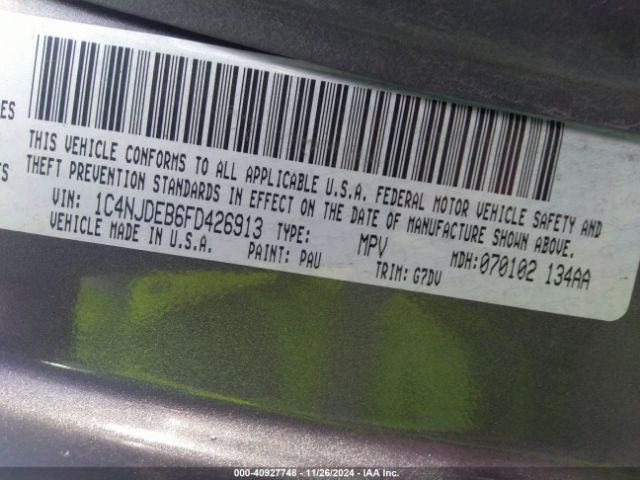 ES
THIS VEHICLE CONFORMS TO ALL APPLICABLE U.S.A. FEDERAL MOTOR VEHICLE SAFETY AND
TS
THEFT PREVENTION STANDARDS IN EFFECT ON THE DATE OF MANUFACTURE SHOWN ABOVE.
VIN: 1C4NJDEB6FD426913 TYPE: MPV MDH:070102 134AA
VEHICLE MADE IN U.S.A. PAINT: PAU TRIM: G7DV
000-40927748 - 11/26/2024 - IAA Inc.